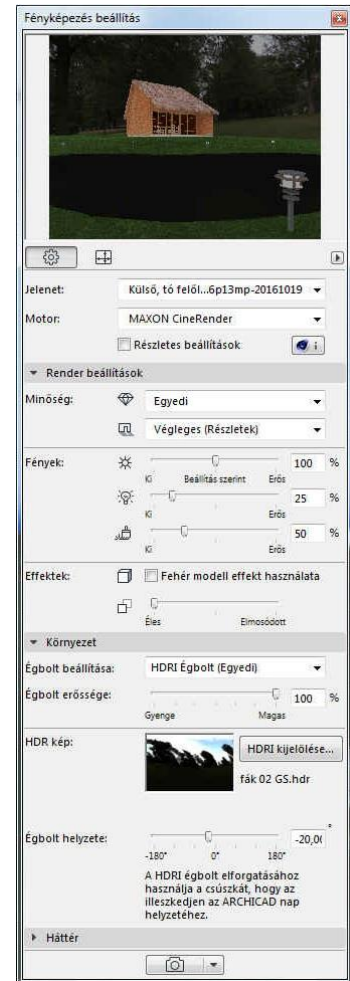 Fényképezés beállítás
Jelenet: Külső, tó felől...6p13mp-20161019
Motor: MAXON CineRender
Részletes beállítások i
Render beállítások
Minőség: Egyedi
Végleges (Részletek)
Fények: 100 %
Ki Beállítás szerint Erős
25 %
Ki Erős
50 %
Ki Erős
Effektek: Fehér modell effekt használata
Éles Elmosódott
Környezet
Égbolt beállítása: HDRI Égbolt (Egyedi)
Égbolt erőssége: 100 %
Gyenge Magas
HDR kép: HDRI kijelölése...
fák 02 GS.hdr
Égbolt helyzete: -20,0( °
-180° 0° 180°
A HDRI égbolt elforgatásához
használja a csúszkát, hogy az
illeszkedjen az ARCHICAD nap
helyzetéhez.
Háttér